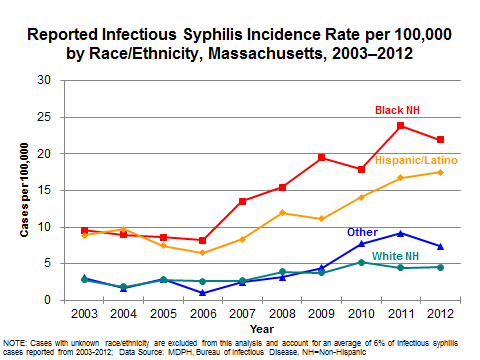 Reported Infectious Syphilis Incidence Rate per 100,000
by Race/Ethnicity, Massachusetts, 2003–2012
30
25
20
15
10
5
0
Cases per 100,000
Black NH
Hispanic/Latino
Other
White NH
2003 2004 2005 2006 2007 2008 2009 2010 2011 2012
Year
NOTE: Cases with unknown race/ethnicity are excluded from this analysis and account for an average of 6% of infectious syphilis
cases reported from 2003-2012; Data Source: MDPH, Bureau of Infectious Disease, NH=Non-Hispanic